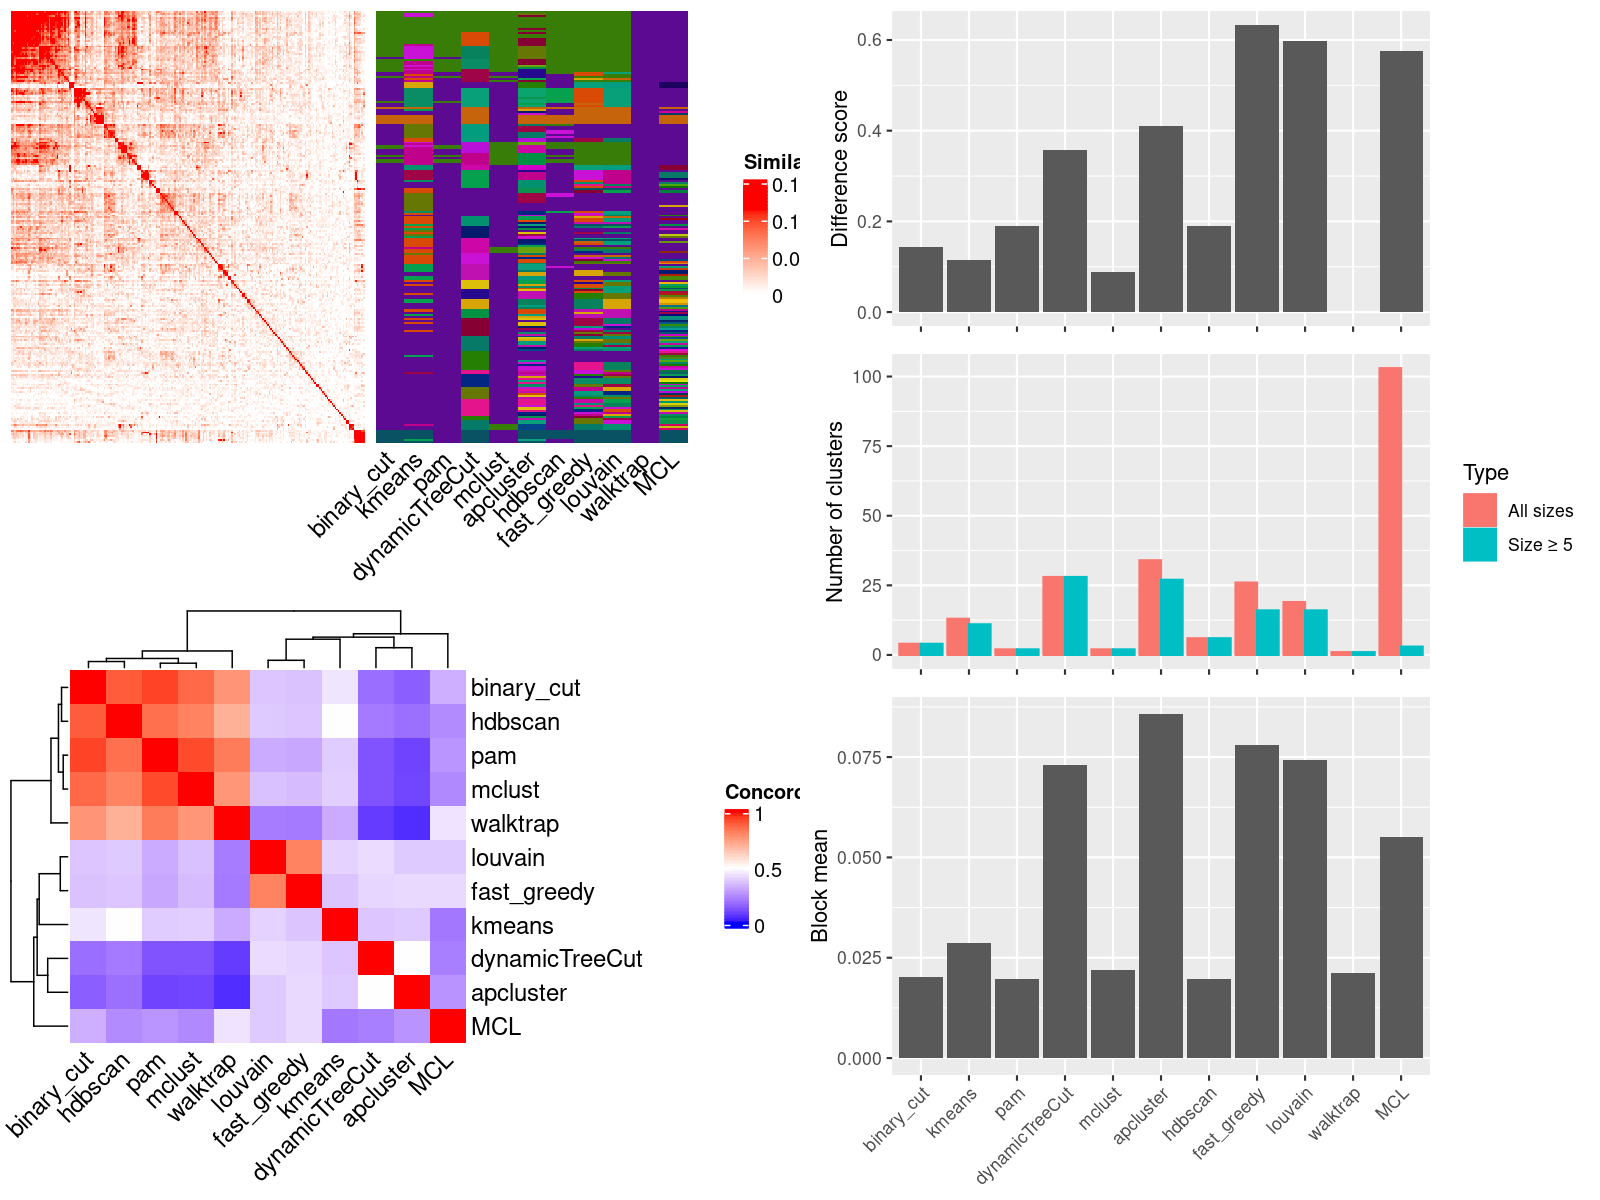 Simila
0.1
0.1
0.0
0
binary_cut
kmeans
pam
dynamicTreeCut
mclust
apcluster
hdbscan
fast_greedy
louvain
walktrap
MCL
binary_cut
hdbscan
pam
mclust
walktrap
louvain
fast_greedy
kmeans
dynamicTreeCut
apcluster
MCL
binary_cut
hdbscan
pam
mclust
walktrap
louvain
fast_greedy
kmeans
dynamicTreeCut
apcluster
MCL
Concord
1
0.5
0
Difference score
0.6
0.4
0.2
0.0
Number of clusters
100
75
50
25
0
Type
All sizes
Size ≥ 5
Block mean
0.075
0.050
0.025
0.000
binary_cut
kmeans
pam
dynamicTreeCut
mclust
apcluster
hdbscan
fast_greedy
louvain
walktrap
MCL